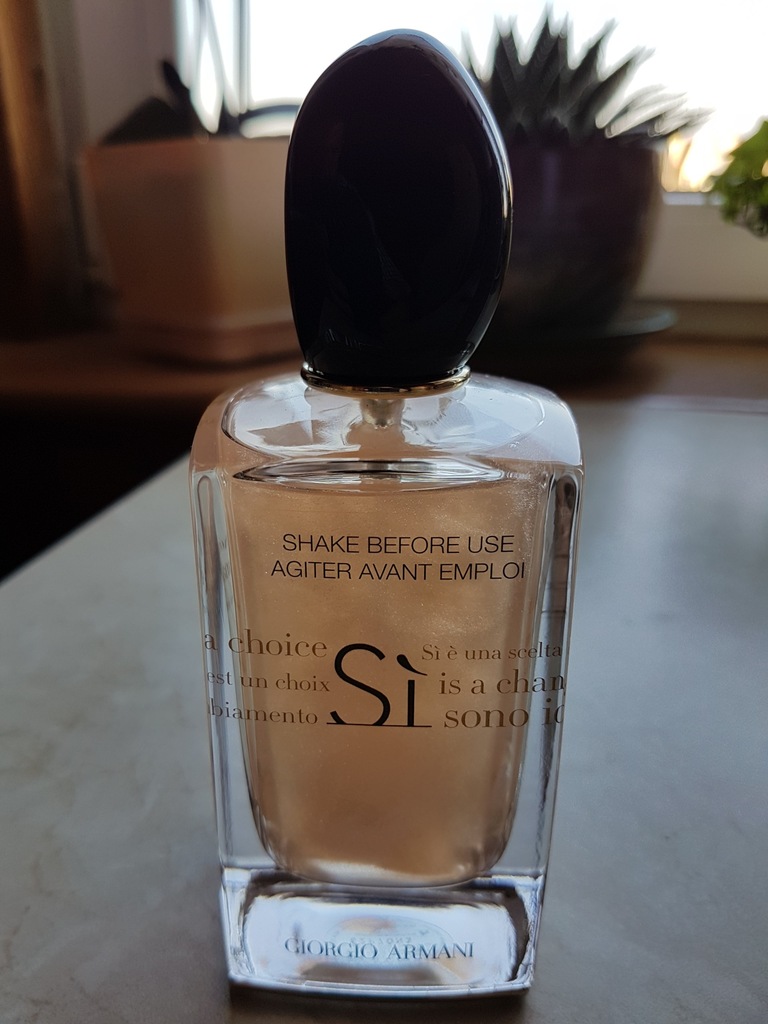 SHAKE BEFORE USE
AGITER AVANT EMPLOI
a choice Sì Sì è una scelta
est un choix is a chan
biamento sono io
GIORGIO ARMANI